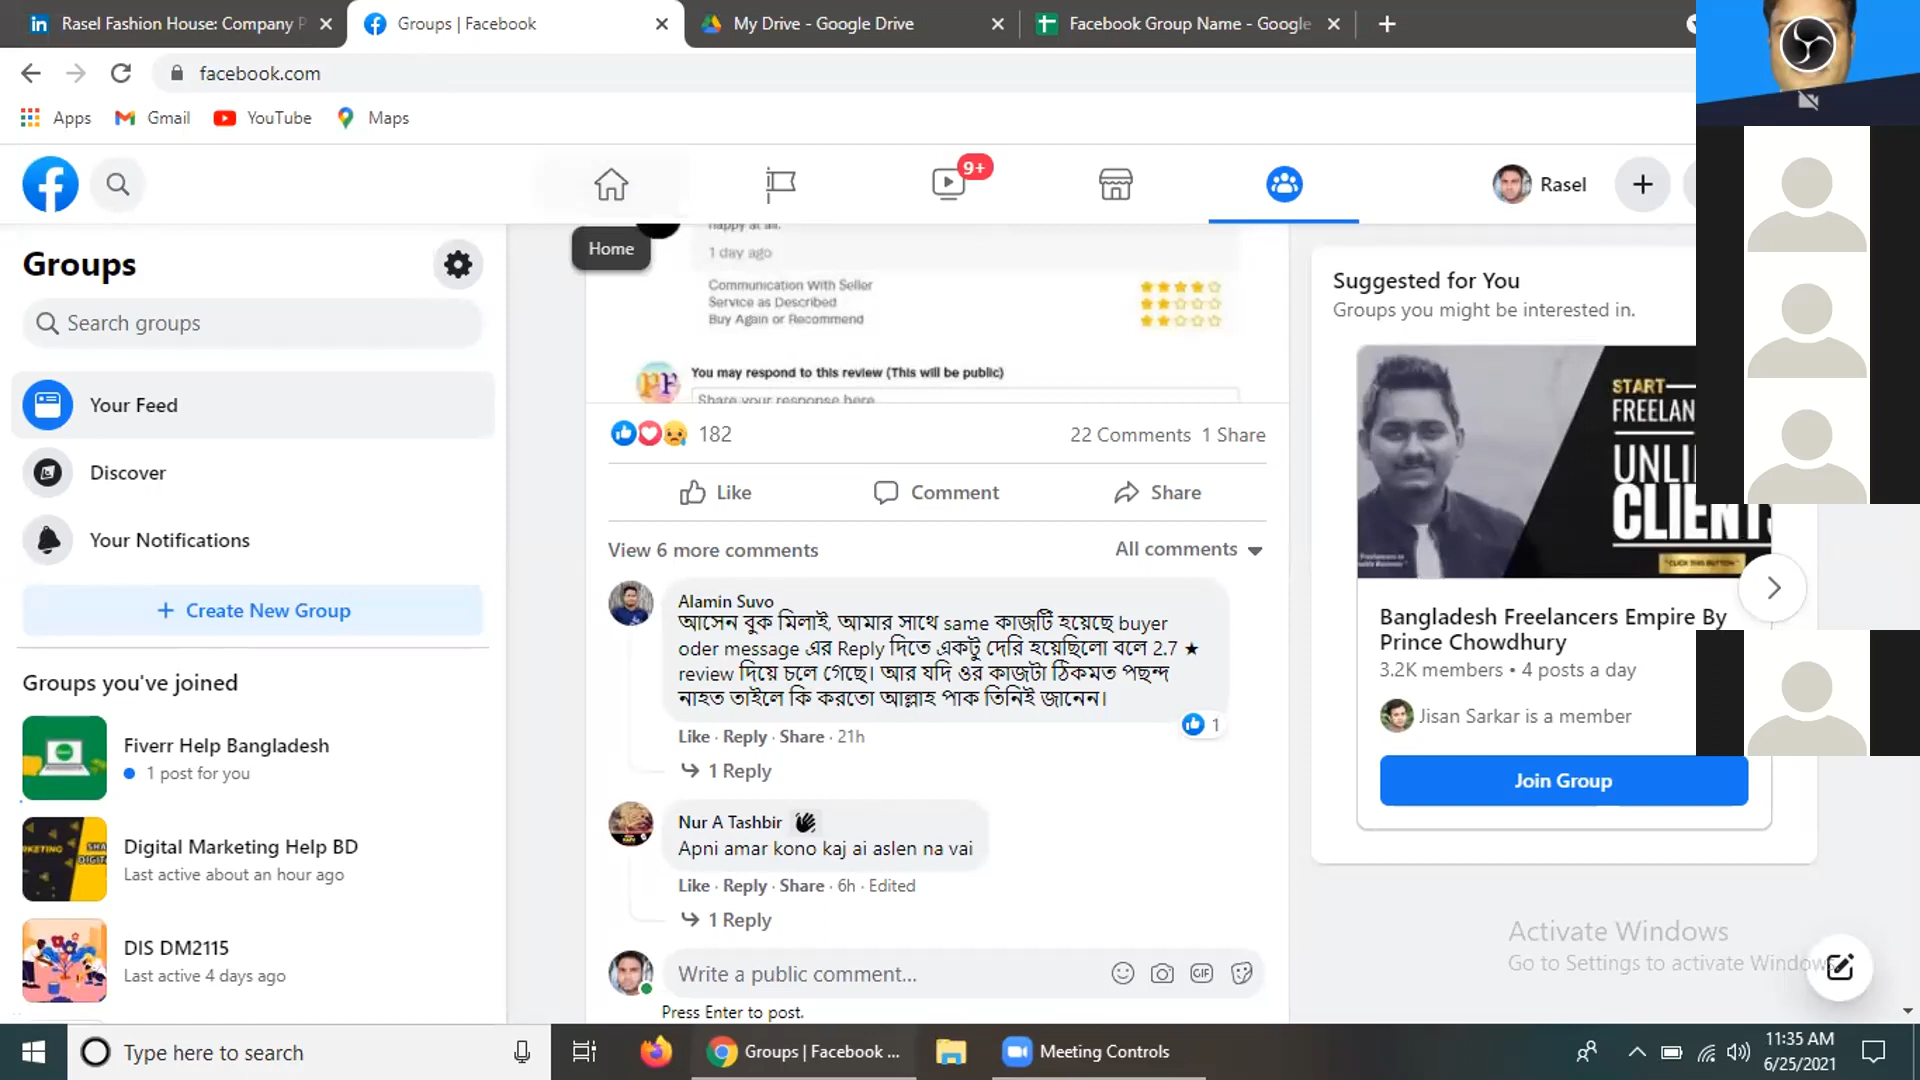 Rasel Fashion House: Company P
Groups | Facebook
My Drive - Google Drive
Facebook Group Name - Google
facebook.com
Apps
Gmail
YouTube
Maps
9+
Rasel
Groups
Search groups
Your Feed
Discover
Your Notifications
+ Create New Group
Groups you've joined
Fiverr Help Bangladesh
1 post for you
Digital Marketing Help BD
Last active about an hour ago
DIS DM2115
Last active 4 days ago
Home
happy at all.
1 day ago
Communication With Seller
Service as Described
Buy Again or Recommend
You may respond to this review (This will be public)
Share your response here
182
22 Comments 1 Share
Like
Comment
Share
View 6 more comments
All comments
Alamin Suvo
আসেন বুক মিলাই, আমার সাথে same কাজটি হয়েছে buyer
oder message এর Reply দিতে একটু দেরি হয়েছিলো বলে 2.7 ★
review দিয়ে চলে গেছে। আর যদি ওর কাজটা ঠিকমত পছন্দ
নাহত তাইলে কি করতো আল্লাহ পাক তিনিই জানেন।
1
Like · Reply · Share · 21h
1 Reply
Nur A Tashbir
Apni amar kono kaj ai aslen na vai
Like · Reply · Share · 6h · Edited
1 Reply
Write a public comment...
GIF
Press Enter to post.
Suggested for You
Groups you might be interested in.
START
FREELAN
UNLI
CLIENTS
"CLICK THIS BUTTON"
Bangladesh Freelancers Empire By
Prince Chowdhury
3.2K members • 4 posts a day
Jisan Sarkar is a member
Join Group
Activate Windows
Go to Settings to activate Windows
Type here to search
Groups | Facebook ...
Meeting Controls
11:35 AM
6/25/2021